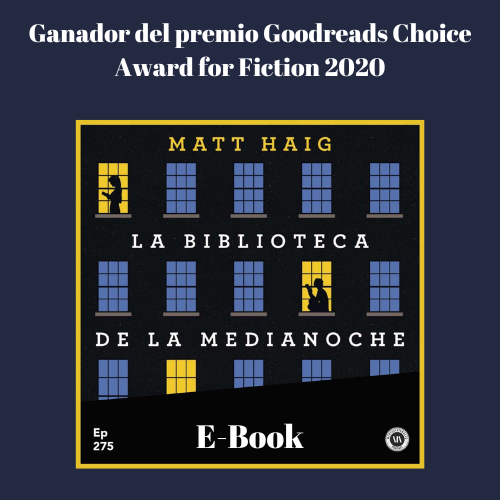 Ganador del premio Goodreads Choice
Award for Fiction 2020
MATT HAIG
LA BIBLIOTECA
DE LA MEDIANOCHE
Ep
275
E-Book